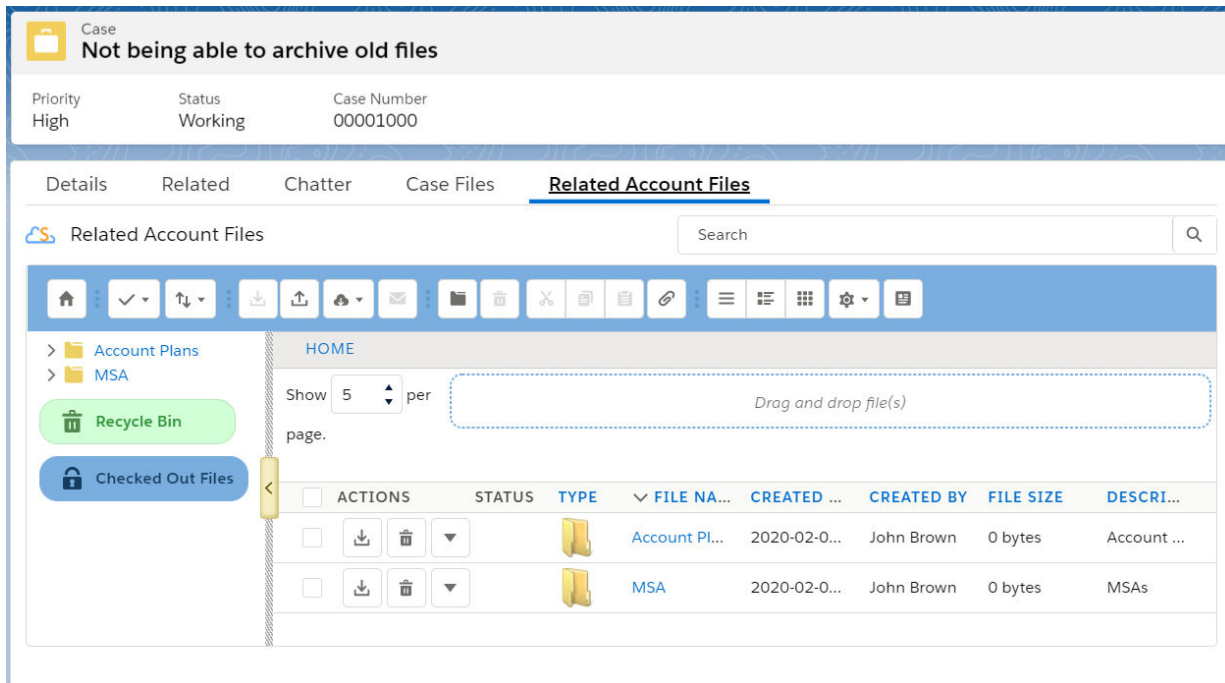 Case
Not being able to archive old files
Priority Status Case Number
High Working 00001000
Details Related Chatter Case Files Related Account Files
S Related Account Files Search
Account Plans
MSA
Recycle Bin
Checked Out Files
HOME
Show 5 per
page.
Drag and drop file(s)
ACTIONS STATUS TYPE FILE NA... CREATED ... CREATED BY FILE SIZE DESCRI...
Account Pl... 2020-02-0... John Brown 0 bytes Account ...
MSA 2020-02-0... John Brown 0 bytes MSAs